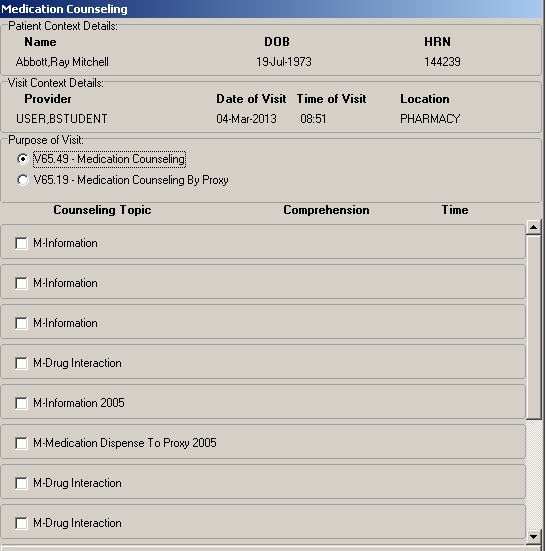 Medication Counseling
Patient Context Details:
Name DOB HRN
Abbott,Ray Mitchell 19-Jul-1973 144239
Visit Context Details:
Provider Date of Visit Time of Visit Location
USER,BSTUDENT 04-Mar-2013 08:51 PHARMACY
Purpose of Visit:
V65.49 - Medication Counseling
V65.19 - Medication Counseling By Proxy
Counseling Topic Comprehension Time
M-Information
M-Information
M-Information
M-Drug Interaction
M-Information 2005
M-Medication Dispense To Proxy 2005
M-Drug Interaction
M-Drug Interaction